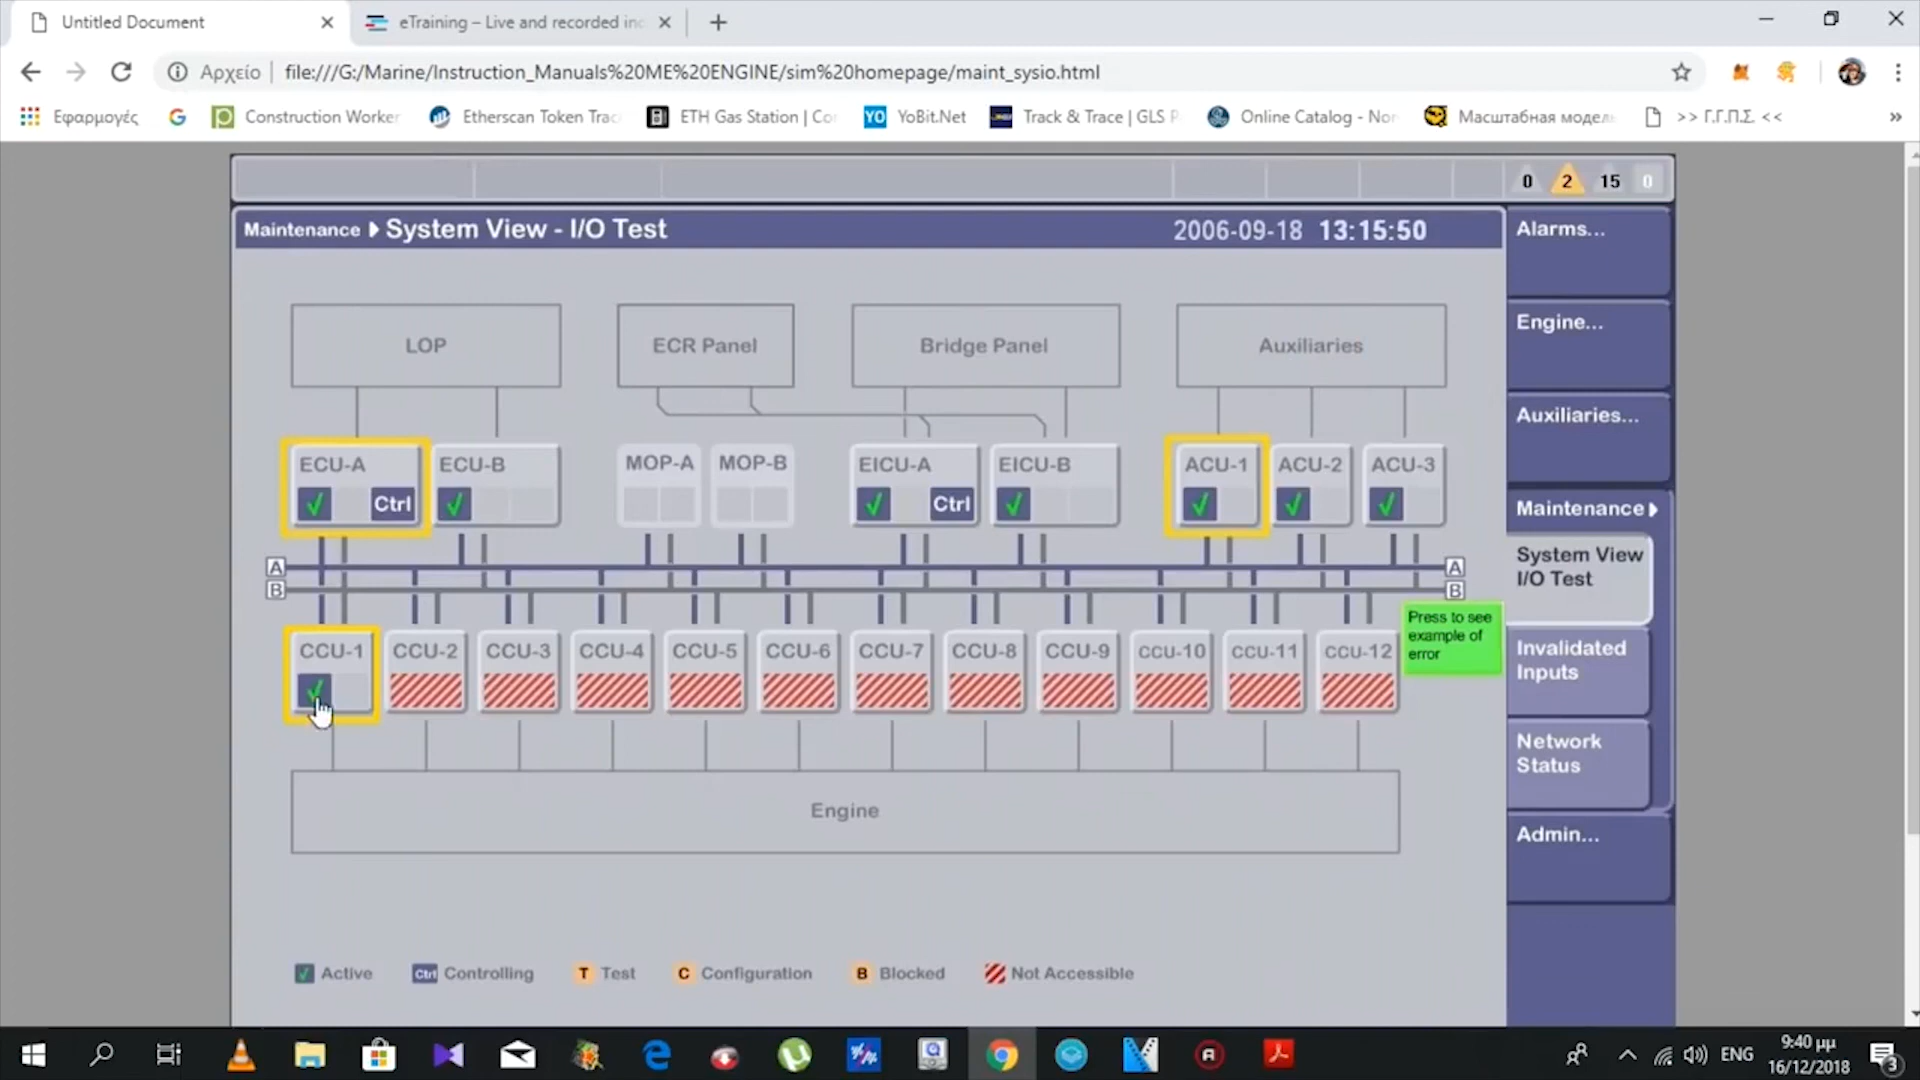 Untitled Document
eTraining – Live and recorded inc
Αρχείο
file:///G:/Marine/Instruction_Manuals%20ME%20ENGINE/sim%20homepage/maint_sysio.html
Εφαρμογές
Construction Worker
Etherscan Token Trac
ETH Gas Station | Con
YO YoBit.Net
Track & Trace | GLS P
Online Catalog - Nor
Масштабная модель
>> Γ.Γ.Π.Σ. <<
»
0 2 15 0
Maintenance System View - I/O Test
2006-09-18 13:15:50
Alarms...
Engine...
Auxiliaries...
Maintenance
System View
I/O Test
Invalidated
Inputs
Network
Status
Admin...
LOP
ECR Panel
Bridge Panel
Auxiliaries
ECU-A ECU-B MOP-A MOP-B EICU-A EICU-B ACU-1 ACU-2 ACU-3
Ctrl Ctrl
A A
B B
Press to see
example of
error
CCU-1 CCU-2 CCU-3 CCU-4 CCU-5 CCU-6 CCU-7 CCU-8 CCU-9 CCU-10 CCU-11 CCU-12
Engine
Active Ctrl Controlling T Test C Configuration B Blocked Not Accessible
ENG
9:40 μμ
16/12/2018
3